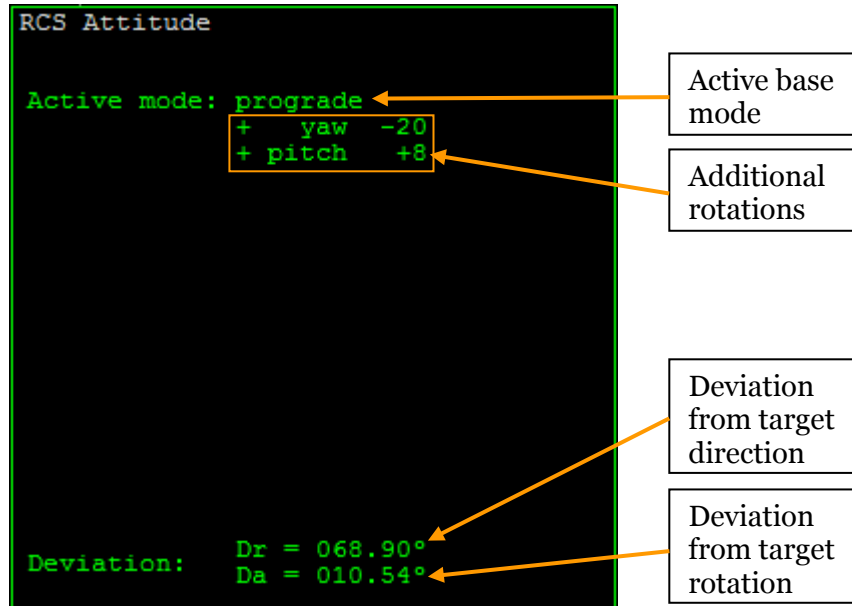 RCS Attitude
Active mode: prograde
+ yaw -20
+ pitch +8
Deviation: Dr = 068.90°
Da = 010.54°
Active base
mode
Additional
rotations
Deviation
from target
direction
Deviation
from target
rotation